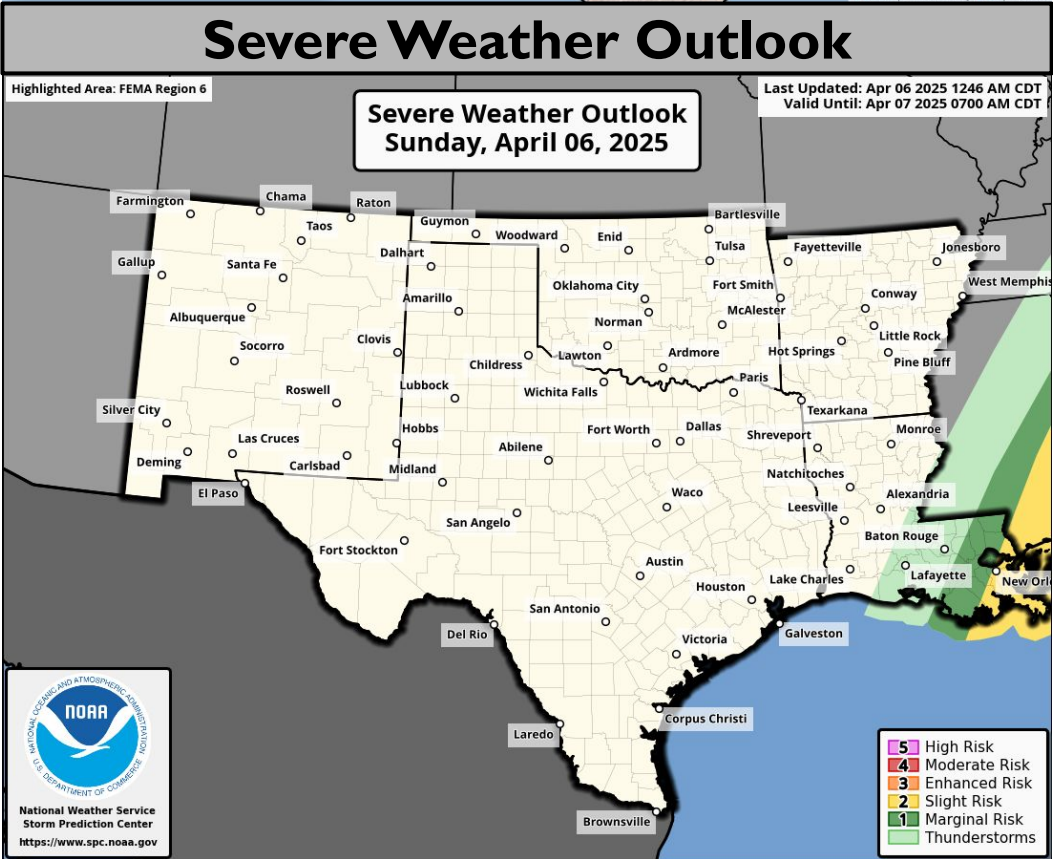 Severe Weather Outlook
Highlighted Area: FEMA Region 6
Last Updated: Apr 06 2025 1246 AM CDT
Valid Until: Apr 07 2025 0700 AM CDT
Severe Weather Outlook
Sunday, April 06, 2025
Farmington
Chama
Raton
Taos
Guymon
Woodward
Enid
Bartlesville
Tulsa
Fayetteville
Jonesboro
Gallup
Santa Fe
Dalhart
Oklahoma City
Fort Smith
Conway
West Memphis
Albuquerque
Amarillo
Norman
McAlester
Little Rock
Socorro
Clovis
Childress
Lawton
Ardmore
Hot Springs
Pine Bluff
Roswell
Lubbock
Wichita Falls
Paris
Texarkana
Silver City
Las Cruces
Hobbs
Abilene
Fort Worth
Dallas
Shreveport
Monroe
Deming
Carlsbad
Midland
Natchitoches
El Paso
Waco
Leesville
Alexandria
San Angelo
Baton Rouge
Fort Stockton
Austin
Houston
Lake Charles
Lafayette
New Orl
San Antonio
Del Rio
Victoria
Galveston
Laredo
Corpus Christi
Brownsville
NATIONAL OCEANIC AND ATMOSPHERIC ADMINISTRATION
NOAA
U.S. DEPARTMENT OF COMMERCE
National Weather Service
Storm Prediction Center
https://www.spc.noaa.gov
5 High Risk
4 Moderate Risk
3 Enhanced Risk
2 Slight Risk
1 Marginal Risk
Thunderstorms